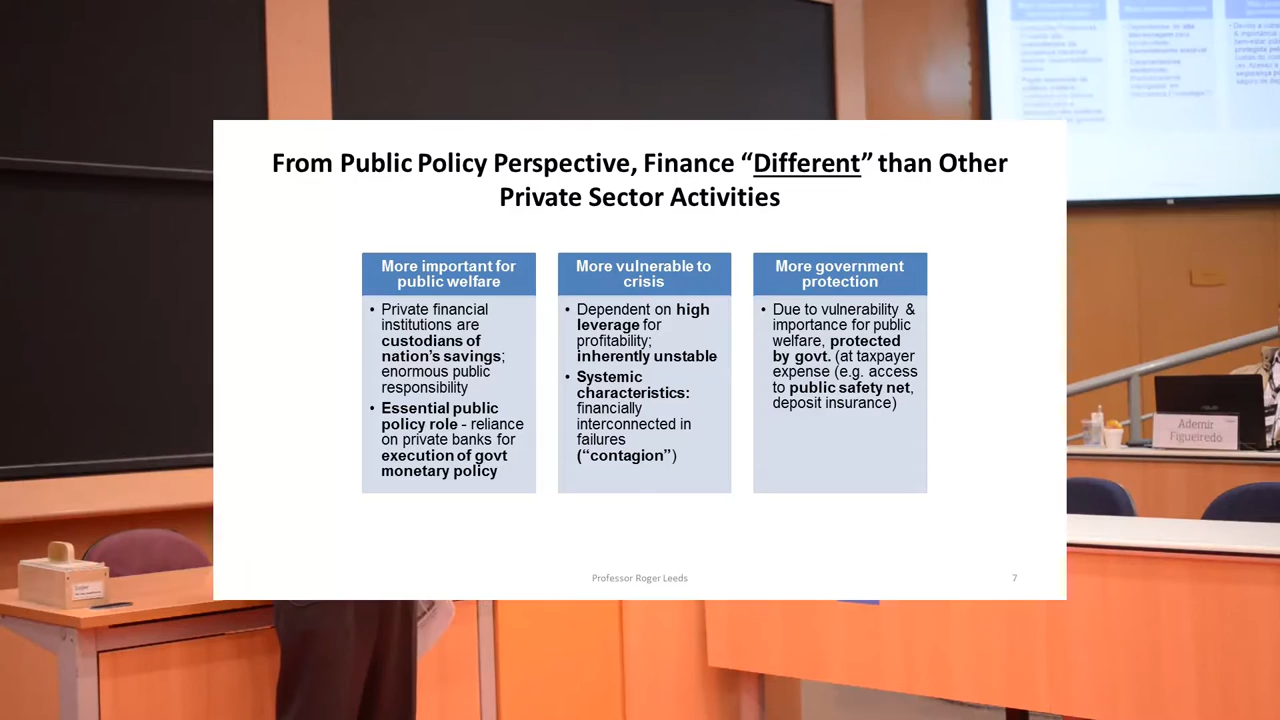 From Public Policy Perspective, Finance “Different” than Other
Private Sector Activities
More important for
public welfare
• Private financial
institutions are
custodians of
nation’s savings;
enormous public
responsibility
• Essential public
policy role - reliance
on private banks for
execution of govt
monetary policy
More vulnerable to
crisis
• Dependent on high
leverage for
profitability;
inherently unstable
• Systemic
characteristics:
financially
interconnected in
failures
(“contagion”)
More government
protection
• Due to vulnerability &
importance for public
welfare, protected
by govt. (at taxpayer
expense (e.g. access
to public safety net,
deposit insurance)
Professor Roger Leeds
7
Ademir
Figueiredo